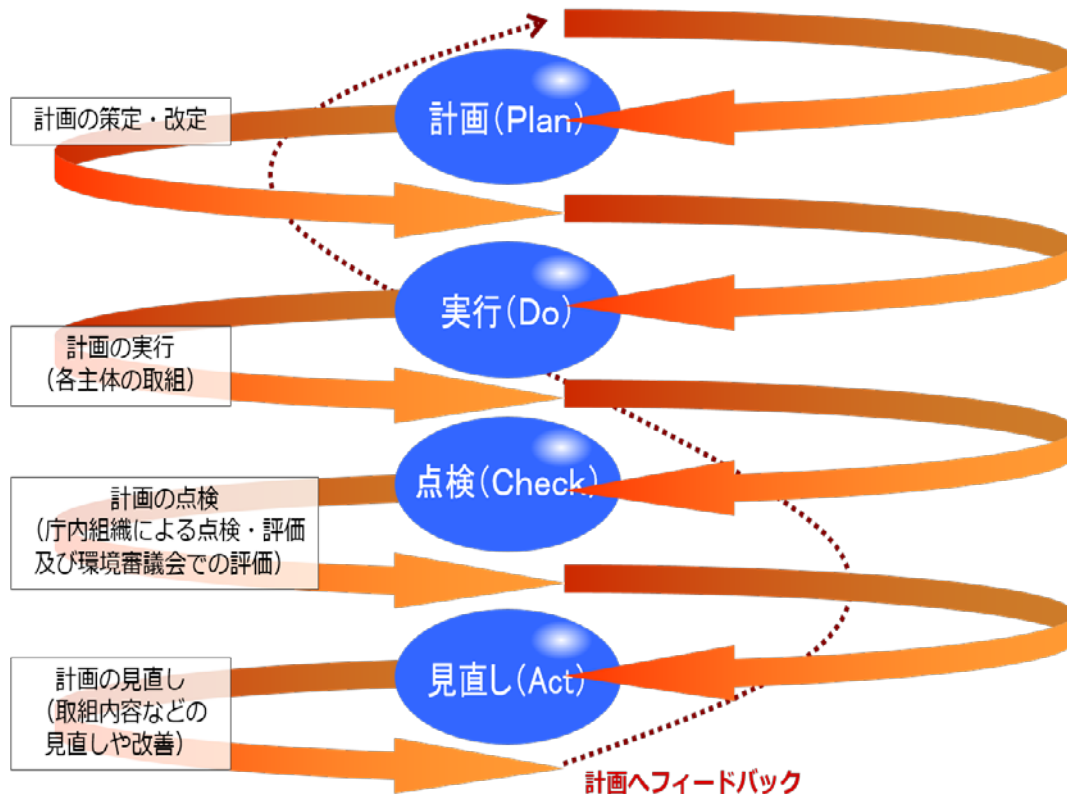 計画(Plan)
計画の策定・改定
実行(Do)
計画の実行
(各主体の取組)
点検(Check)
計画の点検
(庁内組織による点検・評価
及び環境審議会での評価)
見直し(Act)
計画の見直し
(取組内容などの
見直しや改善)
計画へフィードバック